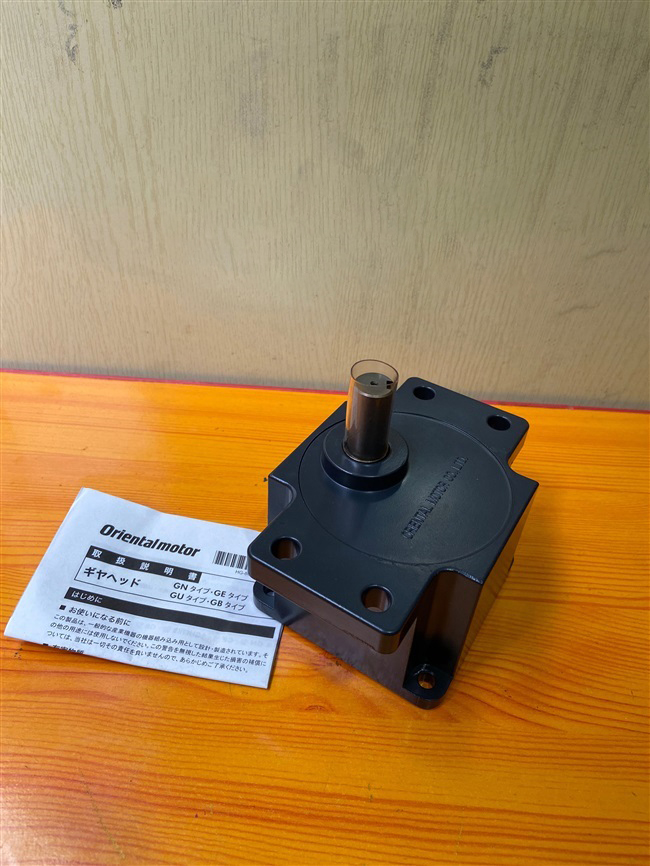 Orientalmotor
取扱説明書
ギヤヘッド
GN タイプ・GE タイプ
GU タイプ・GB タイプ
はじめに
■ お使いになる前に
この製品は、一般的な産業機器の機器組み込み用として設計・製造されています。そ
の他の用途には使用しないでください。この警告を無視した結果生じた損害の補償に
ついては、当社は一切その責任を負いませんので、あらかじめご了承ください。
ORIENTAL MOTOR CO., LTD.